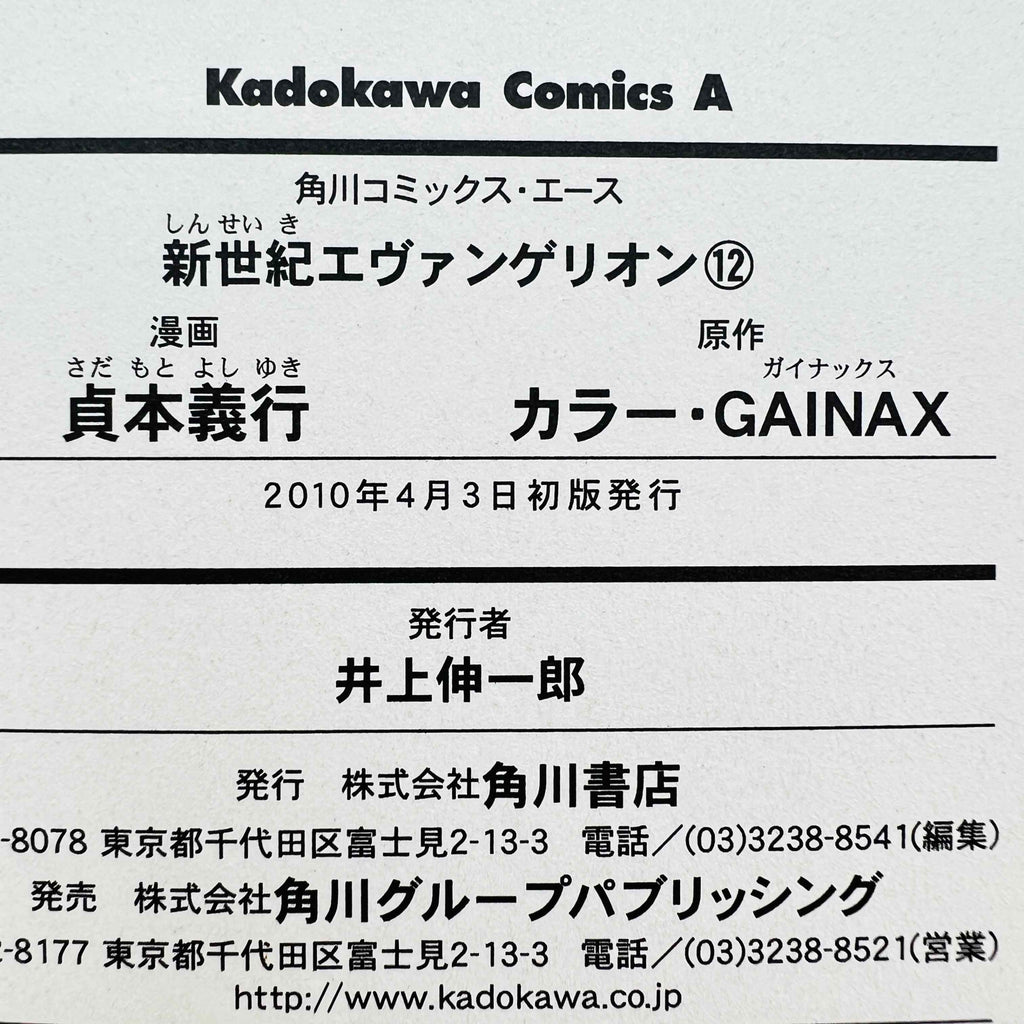 Kadokawa Comics A
角川コミックス・エース
しん せい き
新世紀エヴァンゲリオン⑫
漫画 原作
さだ もと よし ゆき ガイナックス
貞本義行 カラー・GAINAX
2010年4月3日初版発行
発行者
井上伸一郎
発行 株式会社角川書店
-8078 東京都千代田区富士見2-13-3 電話／(03)3238-8541(編集)
発売 株式会社角川グループパブリッシング
-8177 東京都千代田区富士見2-13-3 電話／(03)3238-8521(営業)
http://www.kadokawa.co.jp